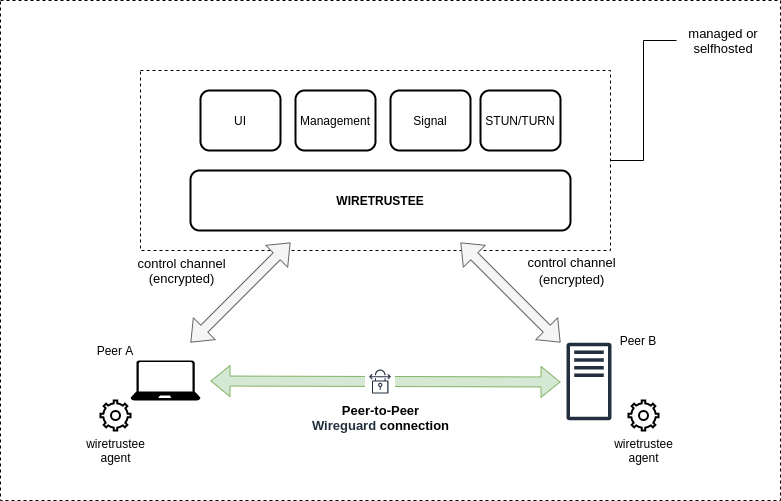 managed or
selfhosted
UI
Management
Signal
STUN/TURN
WIRETRUSTEE
control channel
(encrypted)
control channel
(encrypted)
Peer A
Peer B
Peer-to-Peer
Wireguard connection
wiretrustee
agent
wiretrustee
agent